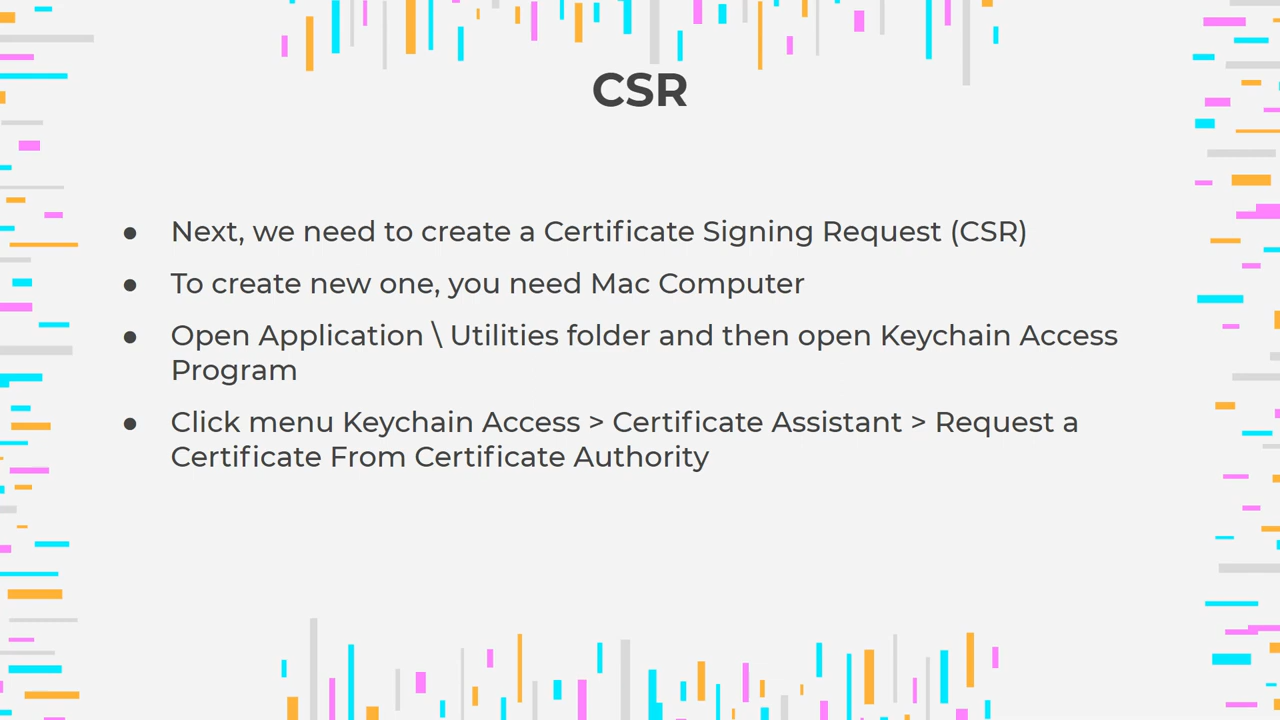 CSR
● Next, we need to create a Certificate Signing Request (CSR)
● To create new one, you need Mac Computer
● Open Application \ Utilities folder and then open Keychain Access
Program
● Click menu Keychain Access > Certificate Assistant > Request a
Certificate From Certificate Authority